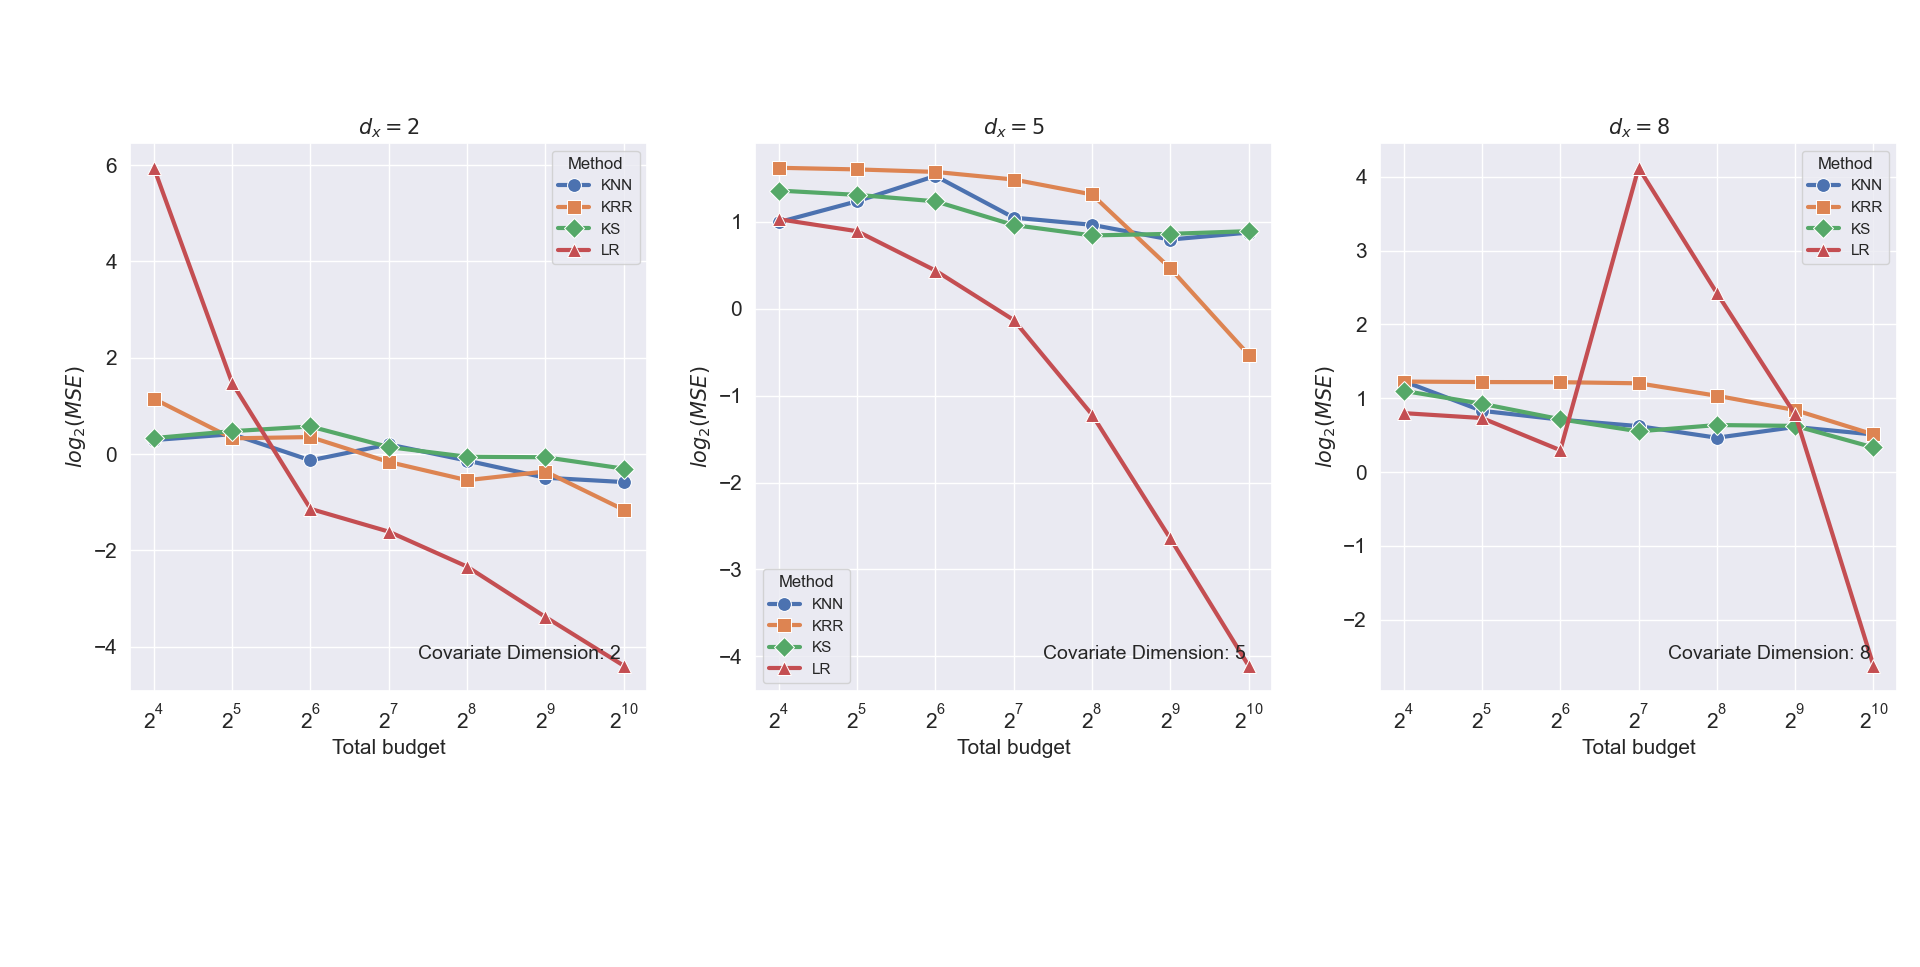 d_x = 2
6
4
2
0
−2
−4
log_2(MSE)
Method
KNN
KRR
KS
LR
Covariate Dimension: 2
2^4 2^5 2^6 2^7 2^8 2^9 2^10
Total budget
d_x = 5
1
0
−1
−2
−3
−4
log_2(MSE)
Method
KNN
KRR
KS
LR
Covariate Dimension: 5
2^4 2^5 2^6 2^7 2^8 2^9 2^10
Total budget
d_x = 8
4
3
2
1
0
−1
−2
log_2(MSE)
Method
KNN
KRR
KS
LR
Covariate Dimension: 8
2^4 2^5 2^6 2^7 2^8 2^9 2^10
Total budget